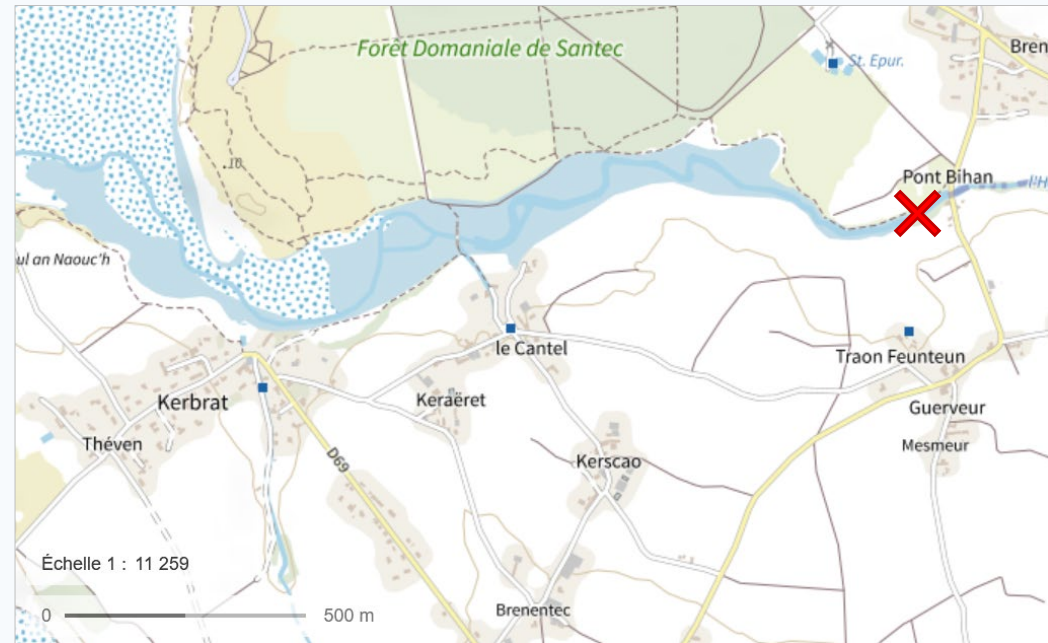 Forêt Domaniale de Santec
Bren
St. Epur.
.10
Pont Bihan
l'H
ul an Naouc'h
le Cantel
Traon Feunteun
Kerbrat
Keraëret
Guerveur
Théven
D69
Kerscao
Mesmeur
Échelle 1 : 11 259
0
500 m
Brenentec